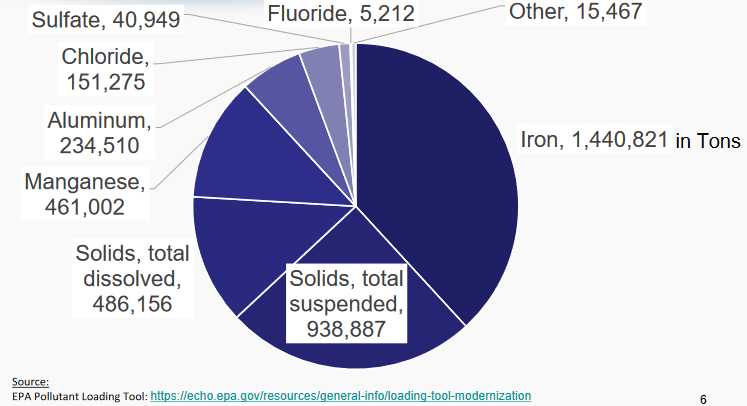 Sulfate, 40,949
Fluoride, 5,212
Other, 15,467
Chloride,
151,275
Aluminum,
234,510
Iron, 1,440,821 in Tons
Manganese,
461,002
Solids, total
dissolved,
486,156
Solids, total
suspended,
938,887
Source:
EPA Pollutant Loading Tool: https://echo.epa.gov/resources/general-info/loading-tool-modernization
6